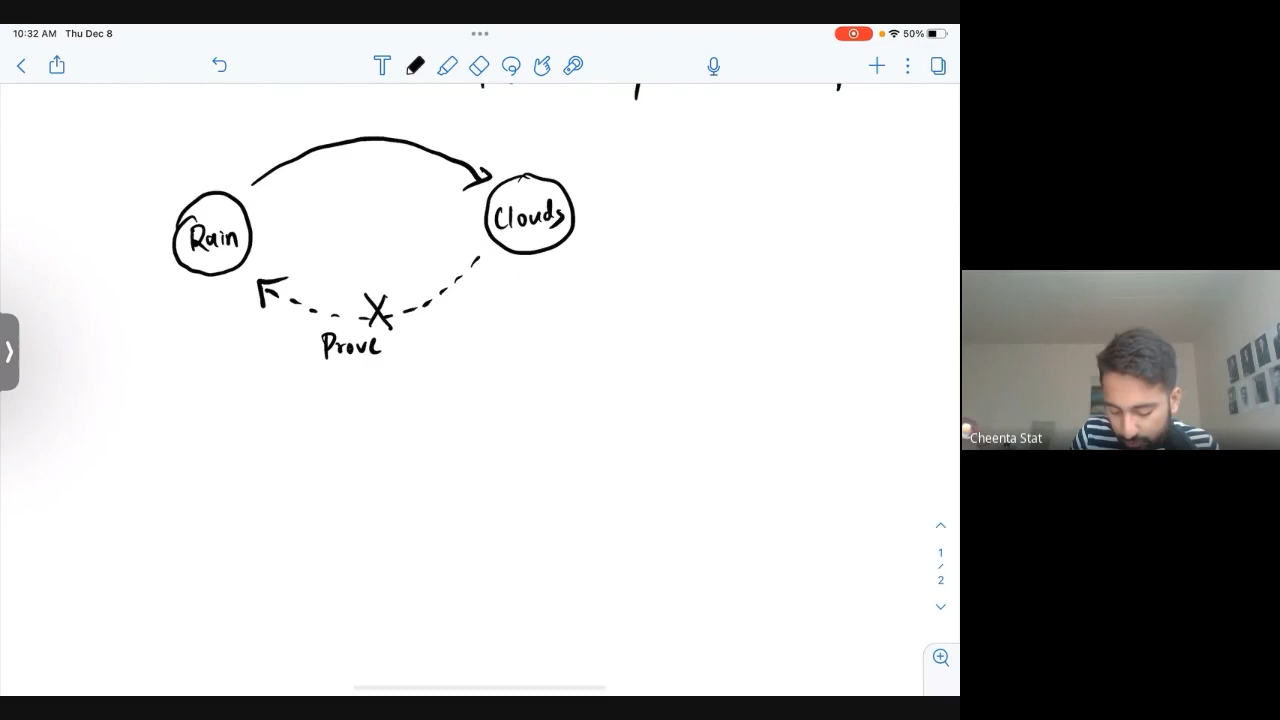 10:32 AM Thu Dec 8
50%
Rain
Clouds
X
Prove
Cheenta Stat
1
/
2